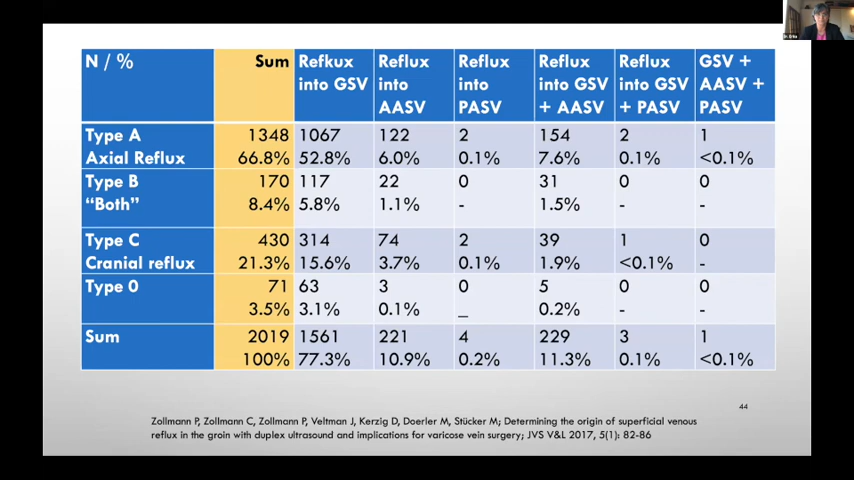 N / %
Sum
Refkux into GSV
Reflux into AASV
Reflux into PASV
Reflux into GSV + AASV
Reflux into GSV + PASV
GSV + AASV + PASV
Type A 1348 1067 122 2 154 2 1
Axial Reflux 66.8% 52.8% 6.0% 0.1% 7.6% 0.1% <0.1%
Type B 170 117 22 0 31 0 0
“Both” 8.4% 5.8% 1.1% - 1.5% - -
Type C 430 314 74 2 39 1 0
Cranial reflux 21.3% 15.6% 3.7% 0.1% 1.9% <0.1% -
Type 0 71 63 3 0 5 0 0
3.5% 3.1% 0.1% _ 0.2% - -
Sum 2019 1561 221 4 229 3 1
100% 77.3% 10.9% 0.2% 11.3% 0.1% <0.1%
44
Zollmann P, Zollmann C, Zollmann P, Veltman J, Kerzig D, Doerler M, Stücker M; Determining the origin of superficial venous
reflux in the groin with duplex ultrasound and implications for varicose vein surgery; JVS V&L 2017, 5(1): 82-86